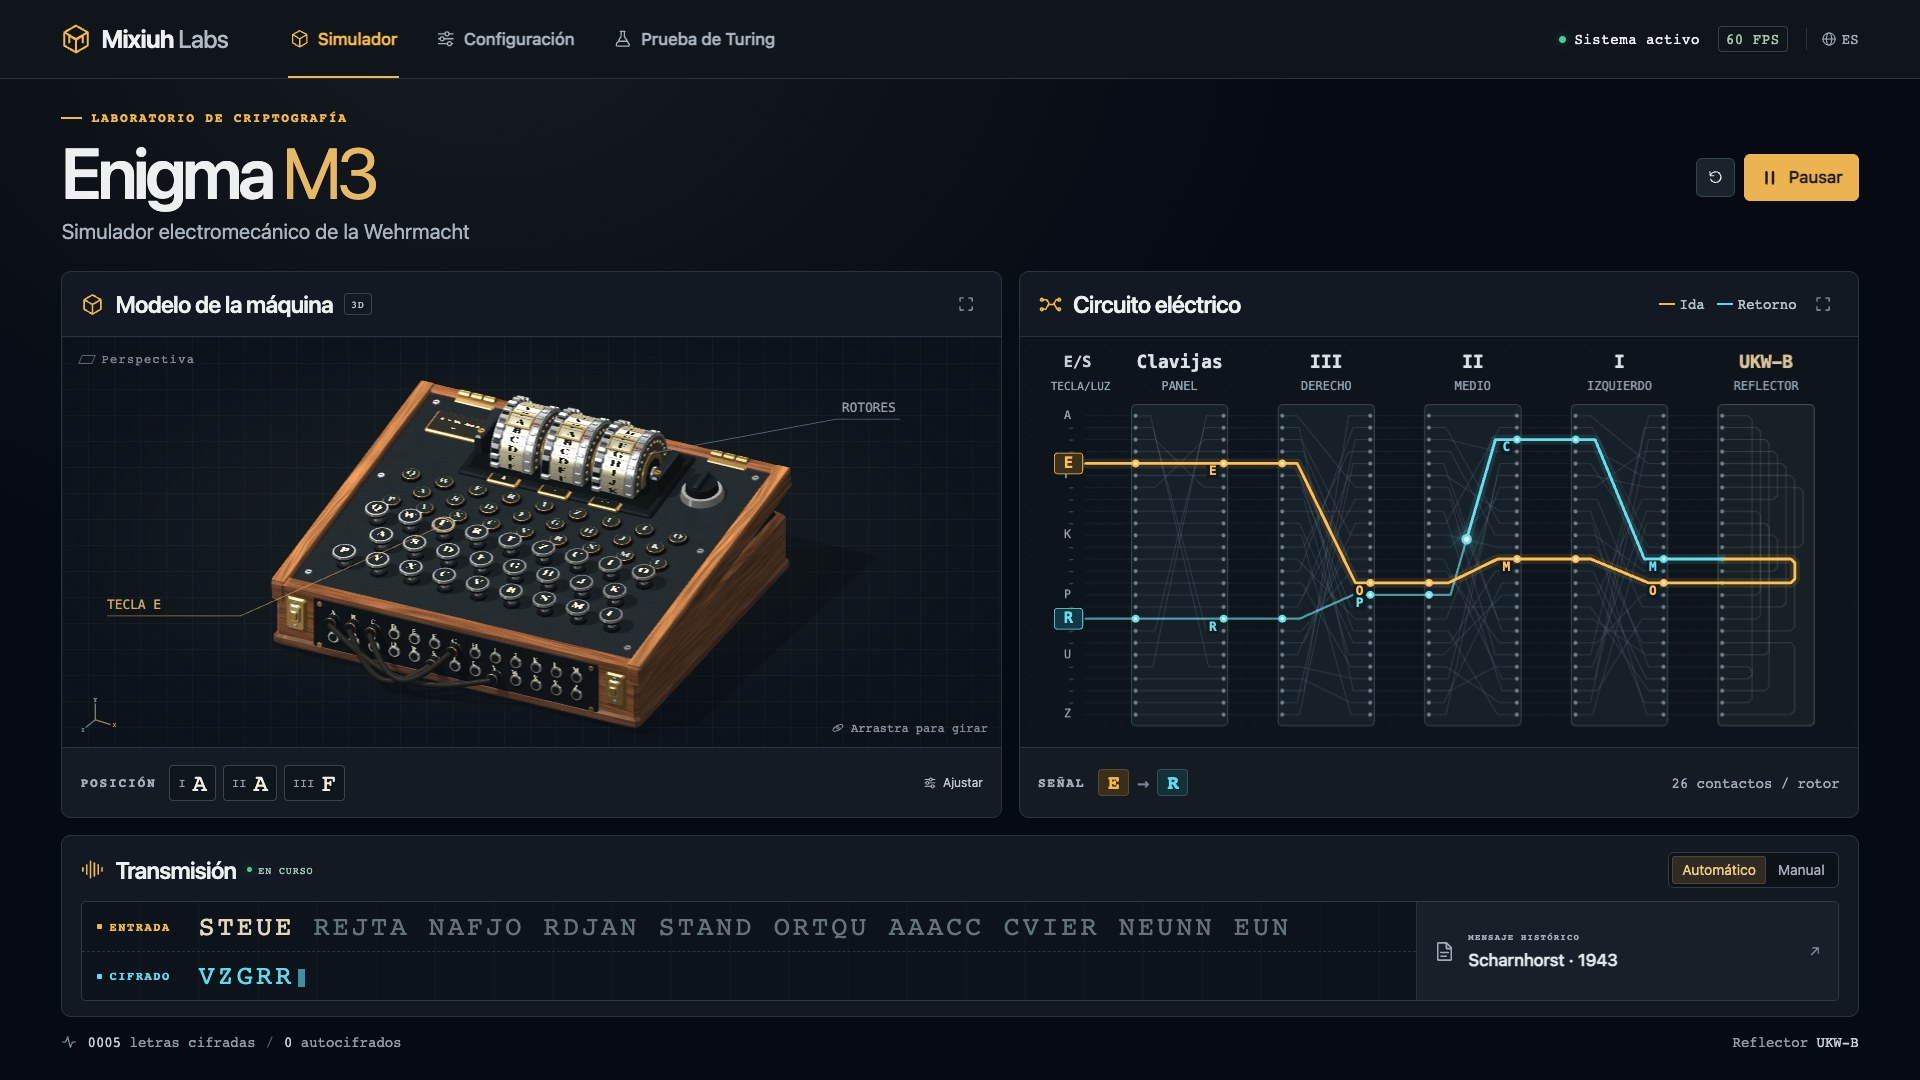 Mixiuh Labs
Simulador
Configuración
Prueba de Turing
Sistema activo
60 FPS
ES
LABORATORIO DE CRIPTOGRAFÍA
Enigma M3
Simulador electromecánico de la Wehrmacht
Pausar
Modelo de la máquina 3D
Perspectiva
ROTORES
TECLA E
Arrastra para girar
POSICIÓN I A II A III F
Ajustar
Circuito eléctrico
Ida Retorno
E/S Clavijas III II I UKW-B
TECLA/LUZ PANEL DERECHO MEDIO IZQUIERDO REFLECTOR
A
C
E E
K
M M
P O P O
R R
U
Z
SEÑAL E → R
26 contactos / rotor
Transmisión EN CURSO
Automático Manual
ENTRADA STEUE REJTA NAFJO RDJAN STAND ORTQU AAACC CVIER NEUNN EUN
CIFRADO VZGRR
MENSAJE HISTÓRICO
Scharnhorst · 1943
0005 letras cifradas / 0 autocifrados
Reflector UKW-B